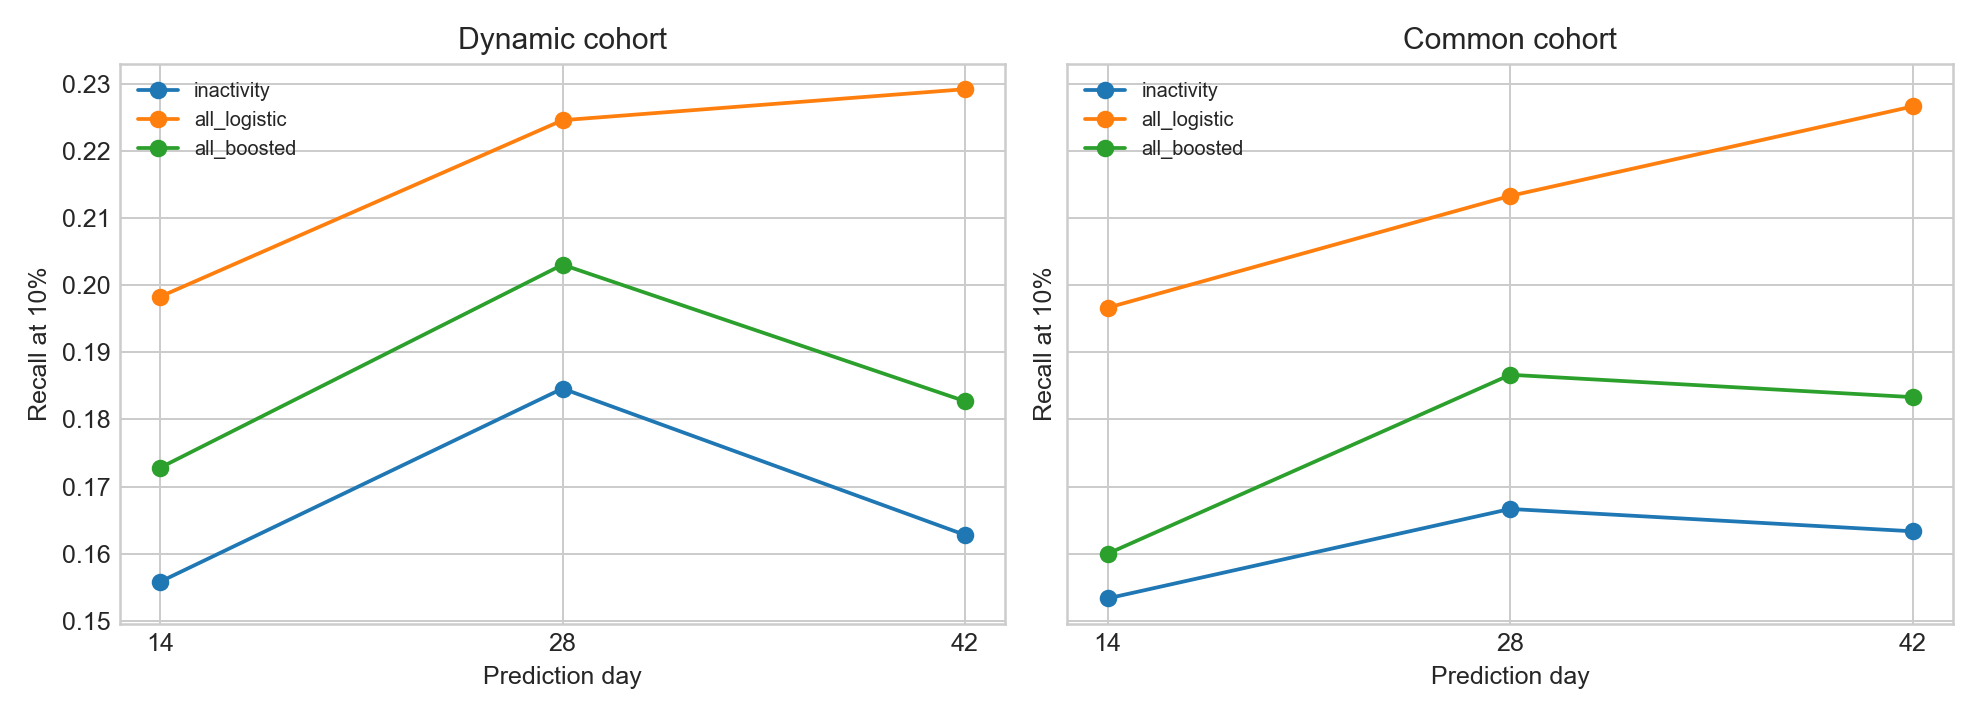 Dynamic cohort
inactivity
all_logistic
all_boosted
Recall at 10%
0.23
0.22
0.21
0.20
0.19
0.18
0.17
0.16
0.15
14
28
42
Prediction day
Common cohort
inactivity
all_logistic
all_boosted
Recall at 10%
14
28
42
Prediction day